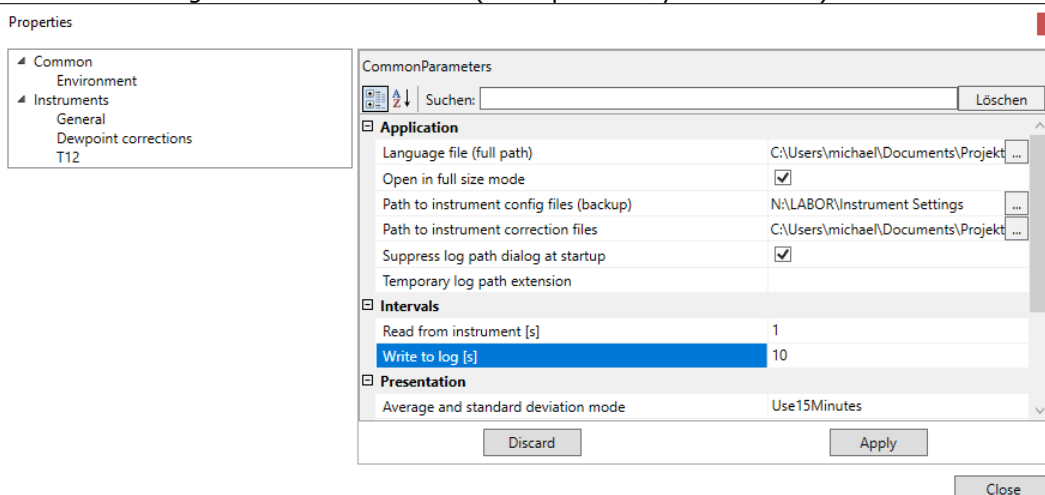 Properties
Common
Environment
Instruments
General
Dewpoint corrections
T12
CommonParameters
Suchen: Löschen
Application
Language file (full path) C:\Users\michael\Documents\Projekt ...
Open in full size mode
Path to instrument config files (backup) N:\LABOR\Instrument Settings ...
Path to instrument correction files C:\Users\michael\Documents\Projekt ...
Suppress log path dialog at startup
Temporary log path extension
Intervals
Read from instrument [s] 1
Write to log [s] 10
Presentation
Average and standard deviation mode Use15Minutes
Discard Apply
Close